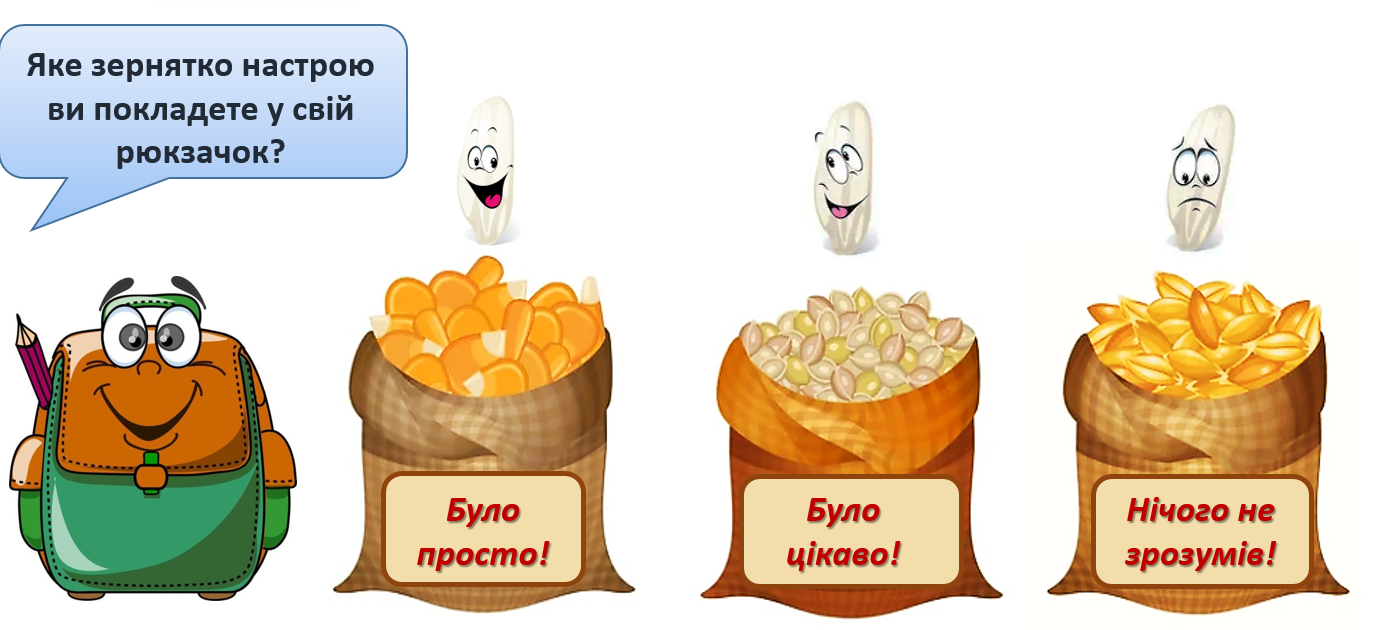 Яке зернятко настрою
ви покладете у свій
рюкзачок?
Було
просто!
Було
цікаво!
Нічого не
зрозумів!